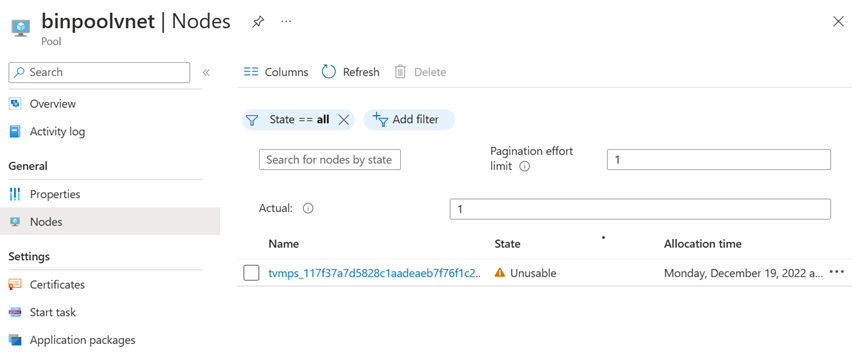 binpoolvnet | Nodes
Pool
Search
«
Overview
Activity log
General
Properties
Nodes
Settings
Certificates
Start task
Application packages
Columns Refresh Delete
State == all Add filter
Search for nodes by state
Pagination effort
limit
1
Actual:
1
Name State Allocation time
tvmps_117f37a7d5828c1aadeaeb7f76f1c2.. Unusable Monday, December 19, 2022 a...